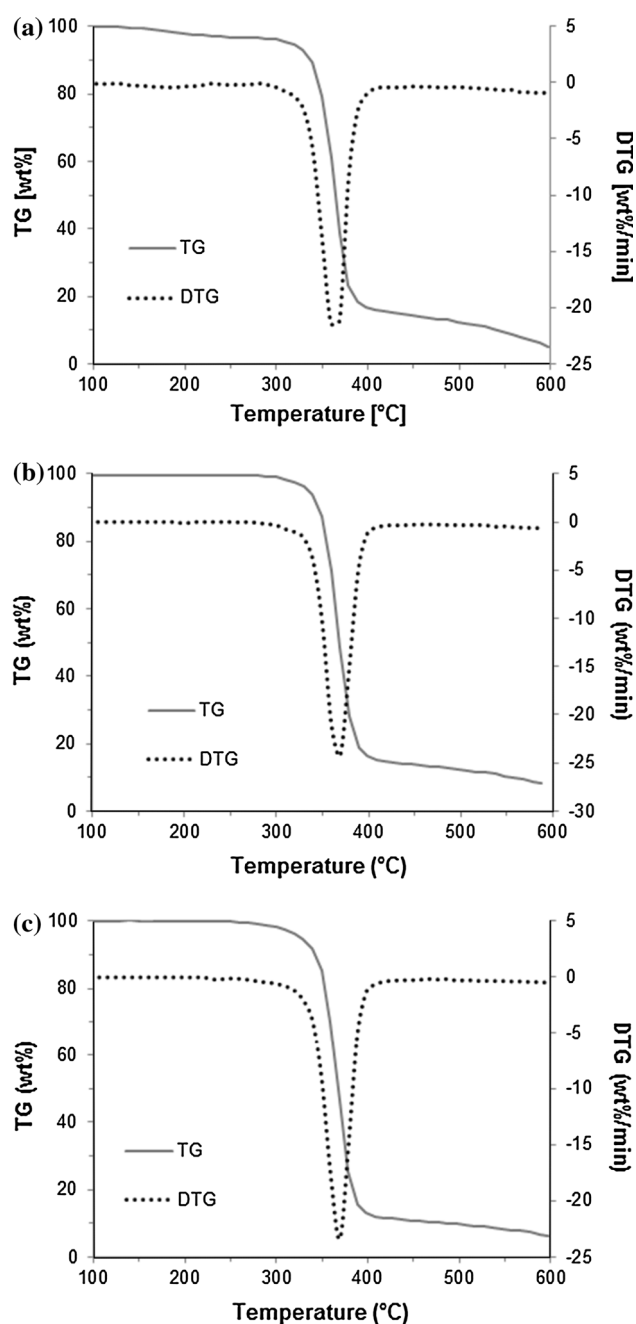 (a)
100
80
60
40
20
0
TG [wt%]
5
0
-5
-10
-15
-20
-25
DTG [wt%/min]
TG
DTG
100 200 300 400 500 600
Temperature [°C]
(b)
100
80
60
40
20
0
TG (wt%)
5
0
-5
-10
-15
-20
-25
-30
DTG (wt%/min)
TG
DTG
100 200 300 400 500 600
Temperature (°C)
(c)
100
80
60
40
20
0
TG (wt%)
5
0
-5
-10
-15
-20
-25
DTG (wt%/min)
TG
DTG
100 200 300 400 500 600
Temperature (°C)